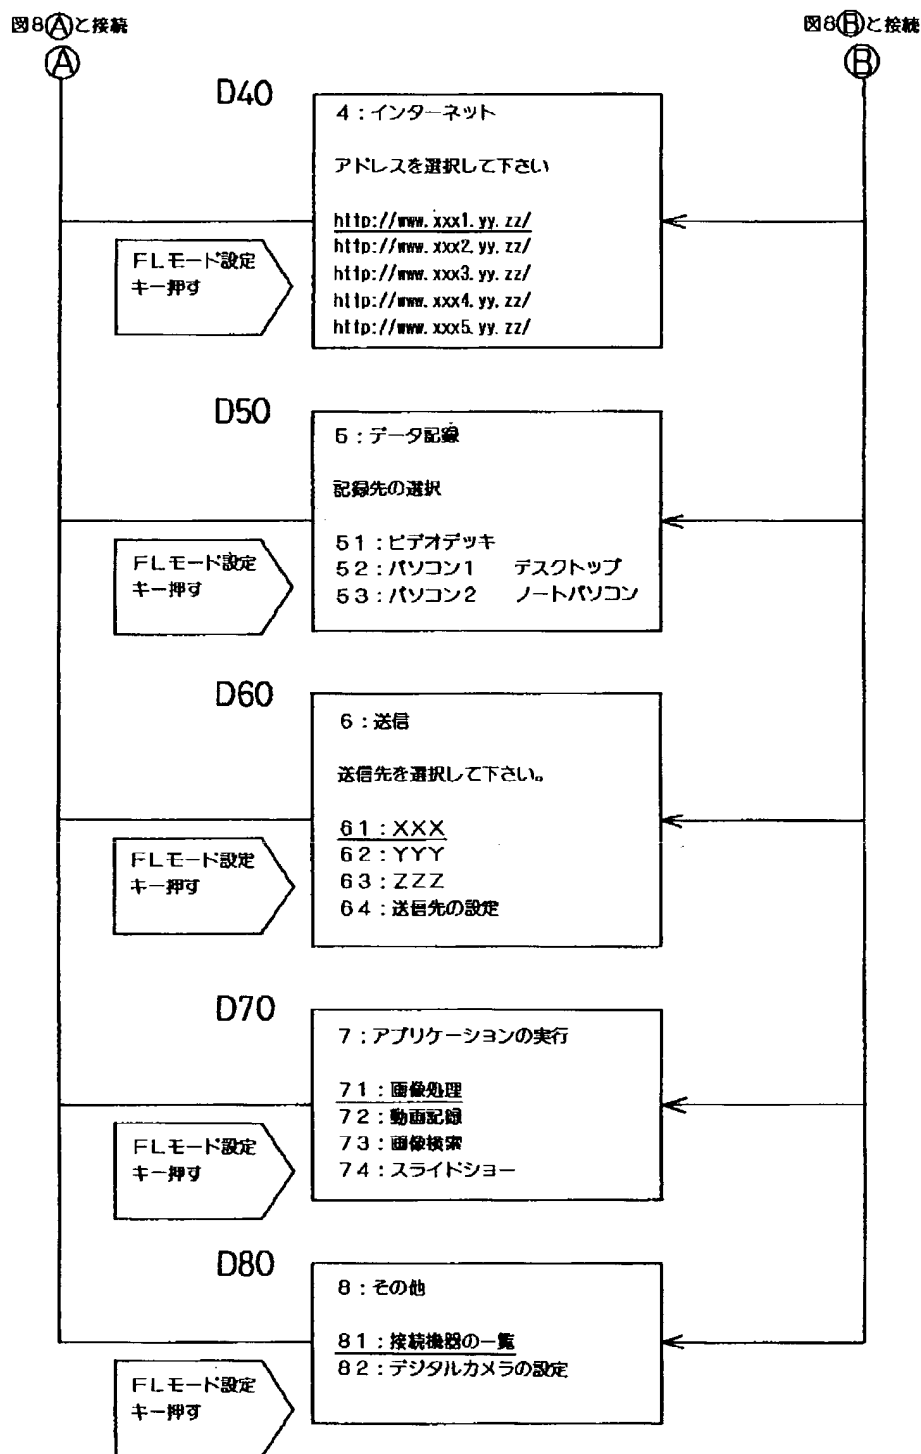 図8Ⓐと接続
図8Ⓑと接続
Ⓐ
Ⓑ
D40
4：インターネット
アドレスを選択して下さい
http://www.xxx1.yy.zz/
http://www.xxx2.yy.zz/
http://www.xxx3.yy.zz/
http://www.xxx4.yy.zz/
http://www.xxx5.yy.zz/
FLモード設定
キー押す
D50
5：データ記録
記録先の選択
51：ビデオデッキ
52：パソコン1　デスクトップ
53：パソコン2　ノートパソコン
FLモード設定
キー押す
D60
6：送信
送信先を選択して下さい。
61：XXX
62：YYY
63：ZZZ
64：送信先の設定
FLモード設定
キー押す
D70
7：アプリケーションの実行
71：画像処理
72：動画記録
73：画像検索
74：スライドショー
FLモード設定
キー押す
D80
8：その他
81：接続機器の一覧
82：デジタルカメラの設定
FLモード設定
キー押す